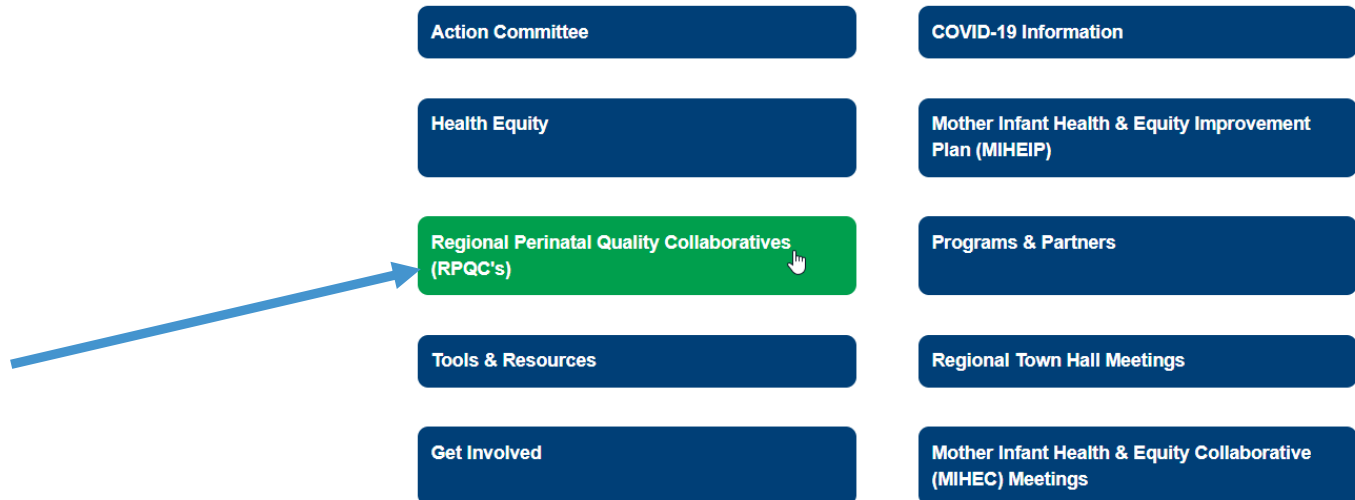 Action Committee
COVID-19 Information
Health Equity
Mother Infant Health & Equity Improvement
Plan (MIHEIP)
Regional Perinatal Quality Collaboratives
(RPQC's)
Programs & Partners
Tools & Resources
Regional Town Hall Meetings
Get Involved
Mother Infant Health & Equity Collaborative
(MIHEC) Meetings